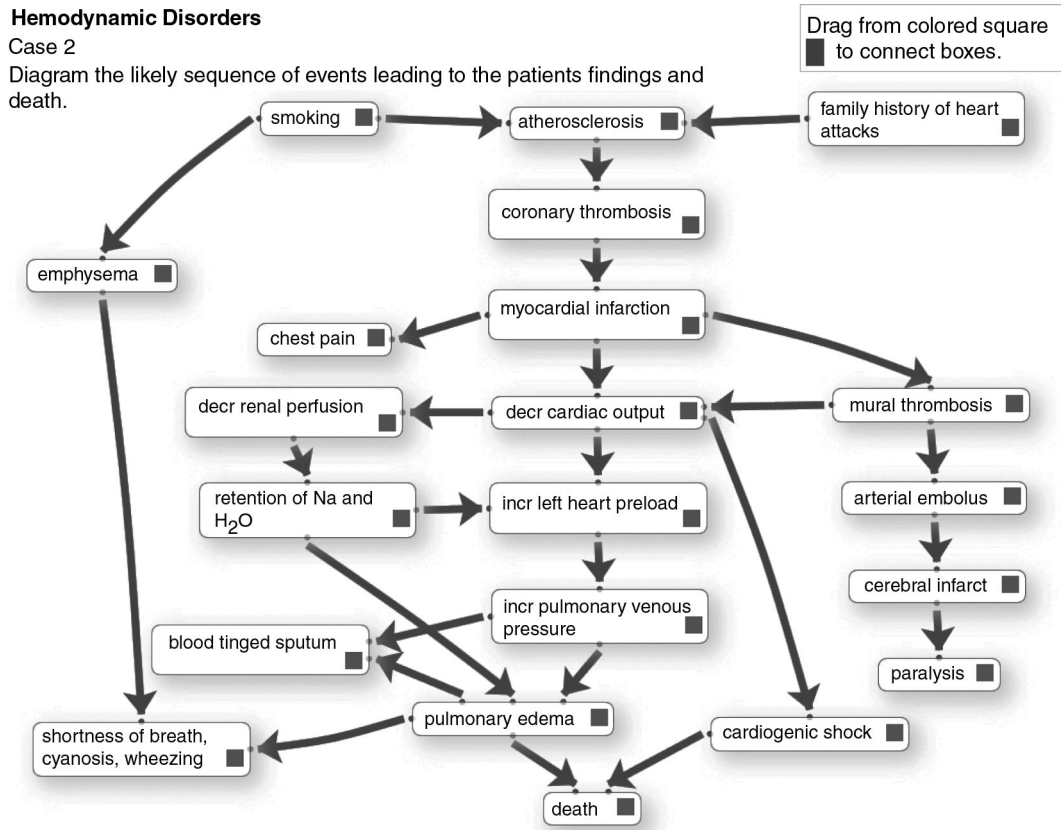 Hemodynamic Disorders
Case 2
Diagram the likely sequence of events leading to the patients findings and
death.
Drag from colored square
to connect boxes.
smoking
atherosclerosis
family history of heart
attacks
coronary thrombosis
emphysema
myocardial infarction
chest pain
decr renal perfusion
decr cardiac output
mural thrombosis
retention of Na and
H2O
incr left heart preload
arterial embolus
cerebral infarct
incr pulmonary venous
pressure
blood tinged sputum
paralysis
pulmonary edema
cardiogenic shock
shortness of breath,
cyanosis, wheezing
death